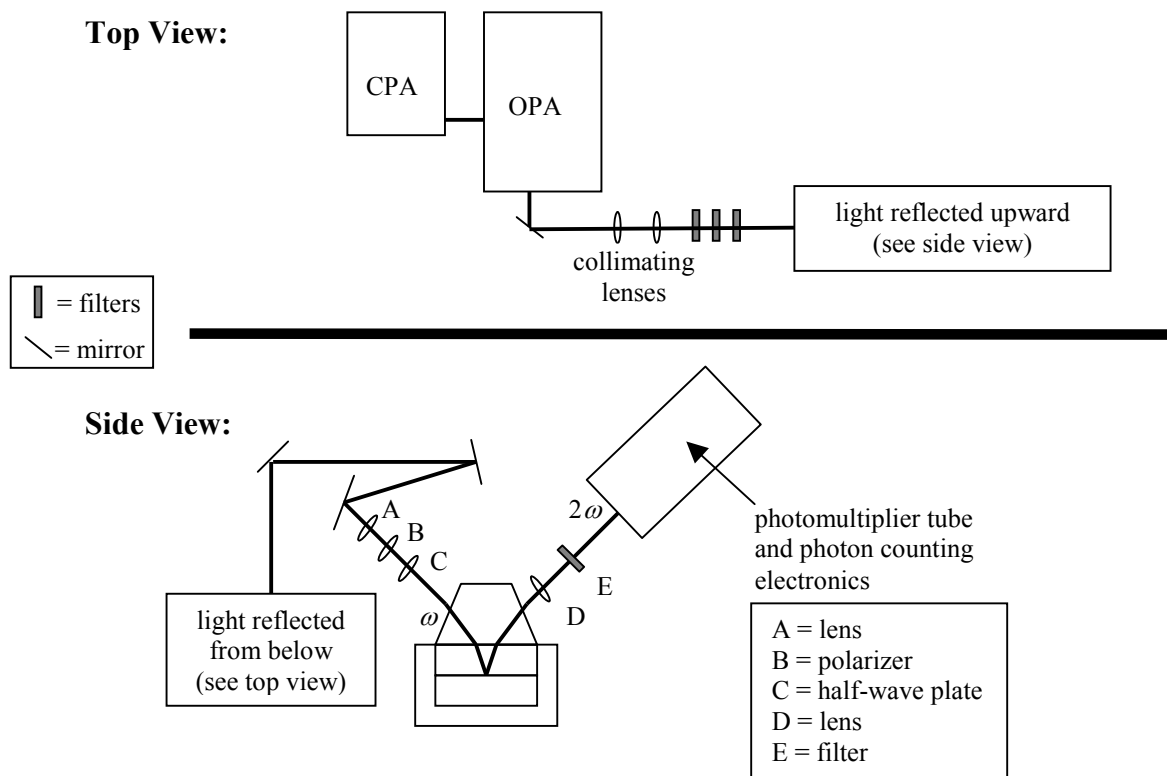 Top View:
CPA
OPA
light reflected upward
(see side view)
collimating
lenses
= filters
= mirror
Side View:
A
B
C
ω
2ω
D
E
light reflected
from below
(see top view)
photomultiplier tube
and photon counting
electronics
A = lens
B = polarizer
C = half-wave plate
D = lens
E = filter